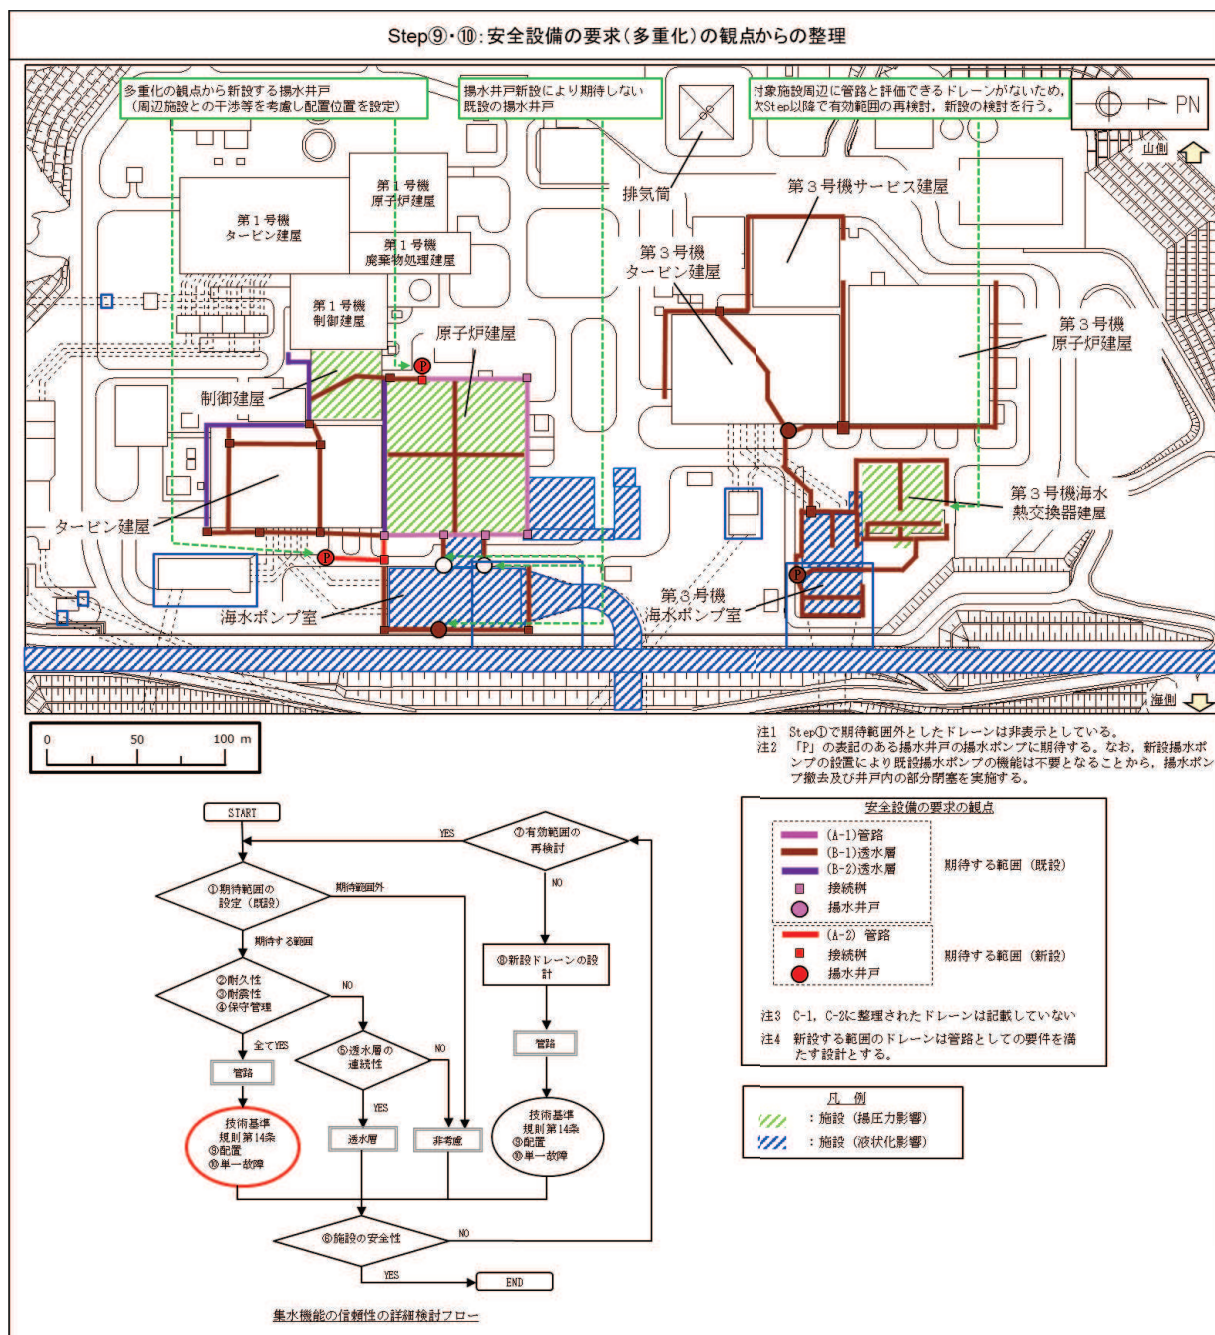 Step⑨・⑩：安全設備の要求（多重化）の観点からの整理
多重化の観点から新設する揚水井戸
（周辺施設との干渉等を考慮し配置位置を設定）
揚水井戸新設により期待しない
既設の揚水井戸
対象施設周辺に管路と評価できるドレーンがないため，
次Step以降で有効範囲の再検討，新設の検討を行う。
PN
山側
第１号機
原子炉建屋
第１号機
タービン建屋
第１号機
廃棄物処理建屋
第１号機
制御建屋
排気筒
第３号機サービス建屋
第３号機
タービン建屋
第３号機
原子炉建屋
原子炉建屋
制御建屋
P
タービン建屋
P
海水ポンプ室
第３号機海水
熱交換器建屋
P
第３号機
海水ポンプ室
海側
0 50 100 m
注1 Step①で期待範囲外としたドレーンは非表示としている。
注2 「P」の表記のある揚水井戸の揚水ポンプに期待する。なお，新設揚水ポ
ンプの設置により既設揚水ポンプの機能は不要となることから，揚水ポン
プ撤去及び井戸内の部分閉塞を実施する。
安全設備の要求の観点
(A-1)管路
(B-1)透水層
(B-2)透水層
接続桝
揚水井戸
期待する範囲（既設）
(A-2) 管路
接続桝
揚水井戸
期待する範囲（新設）
注3 C-1, C-2に整理されたドレーンは記載していない
注4 新設する範囲のドレーンは管路としての要件を満
たす設計とする。
凡 例
：施設（揚圧力影響）
：施設（液状化影響）
START
YES
⑦有効範囲の
再検討
NO
①期待範囲の
設定（既設）
期待範囲外
期待する範囲
②耐久性
③耐震性
④保守管理
NO
全てYES
⑤透水層の
連続性
NO
YES
⑧新設ドレーンの設
計
管路
管路
透水層
非考慮
技術基準
規則第14条
⑨配置
⑩単一故障
技術基準
規則第14条
⑨配置
⑩単一故障
⑥施設の安全性
NO
YES
END
集水機能の信頼性の詳細検討フロー